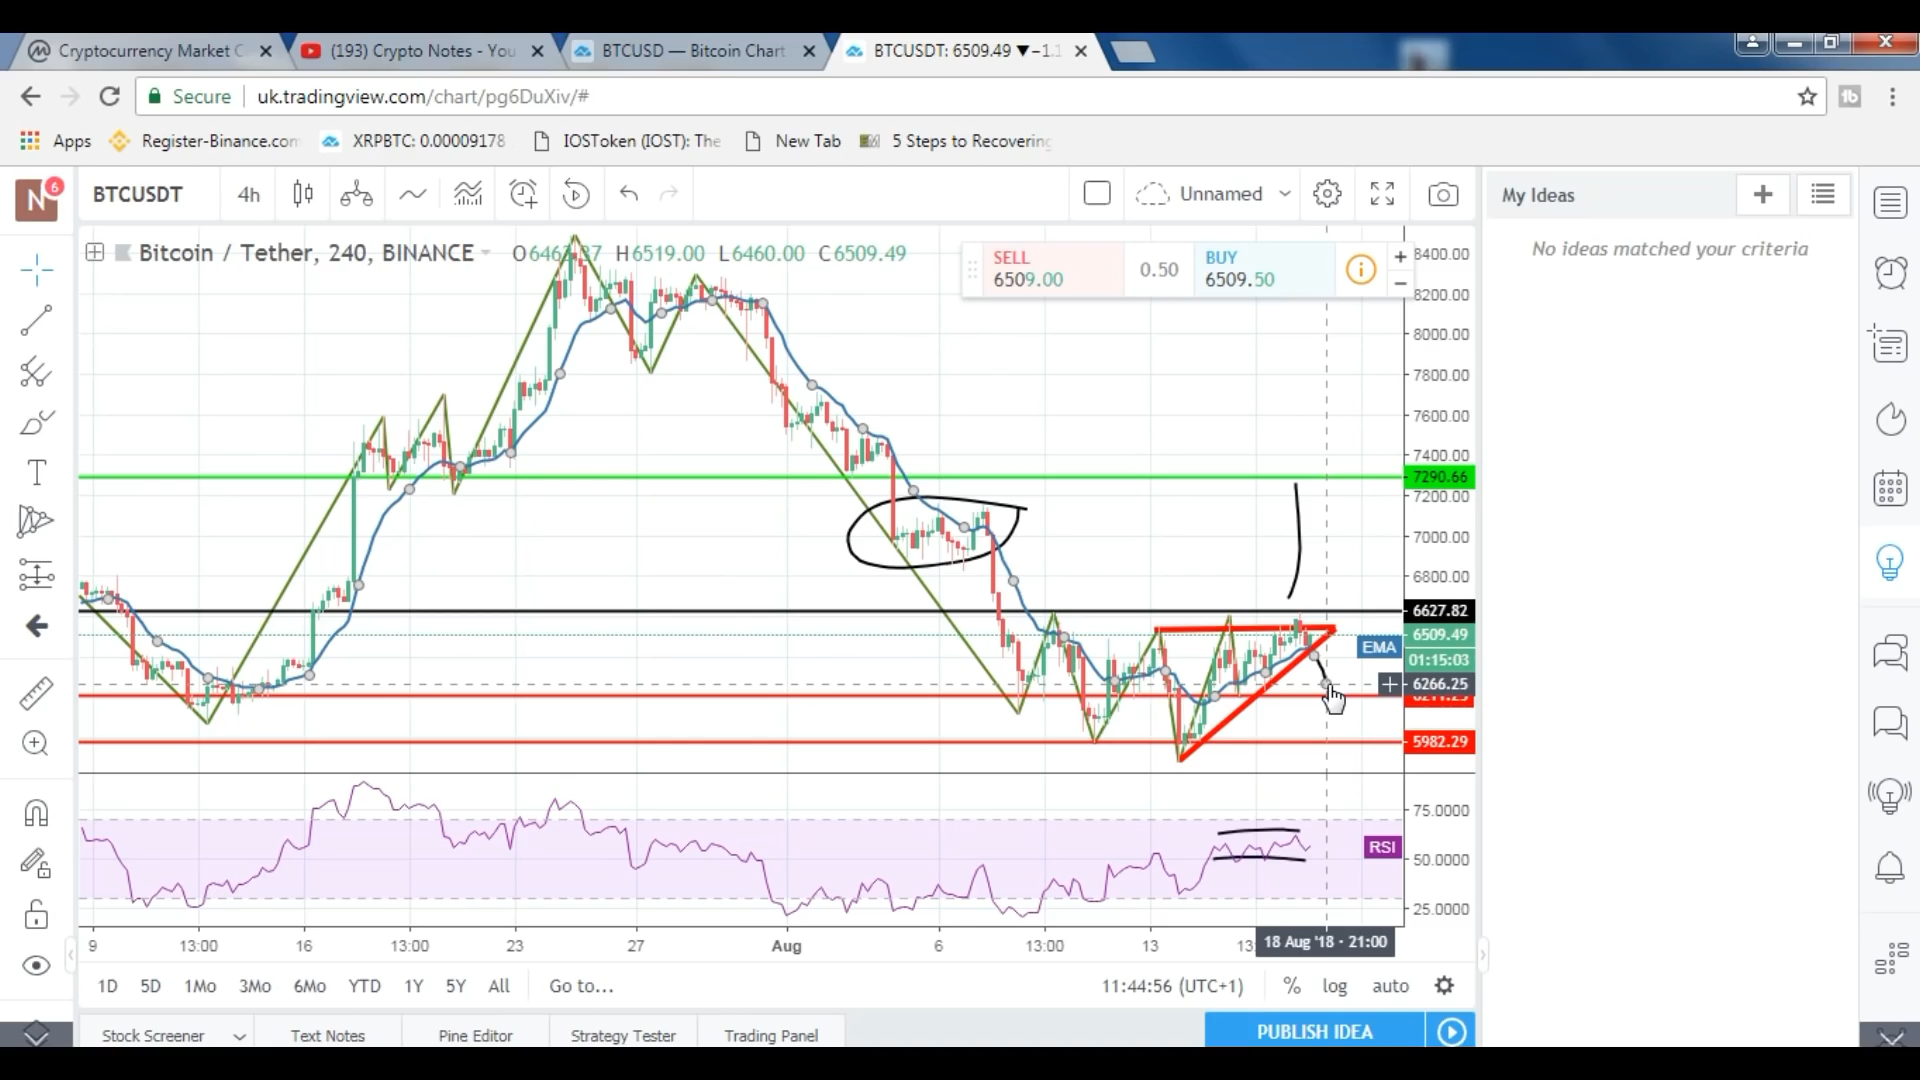 Cryptocurrency Market C
(193) Crypto Notes - You
BTCUSD — Bitcoin Chart
BTCUSDT: 6509.49 ▼−1.1
Secure
uk.tradingview.com/chart/pg6DuXiv/#
Apps
Register-Binance.com
XRPBTC: 0.00009178
IOSToken (IOST): The
New Tab
5 Steps to Recovering
N 6
BTCUSDT
4h
Unnamed
My Ideas
No ideas matched your criteria
Bitcoin / Tether, 240, BINANCE
H6519.00 L6460.00 C6509.49
SELL
6509.00
0.50
BUY
6509.50
8400.00
8200.00
8000.00
7800.00
7600.00
7400.00
7290.66
7200.00
7000.00
6800.00
6627.82
6509.49
EMA
01:15:03
6266.25
5982.29
75.0000
RSI
50.0000
25.0000
9 13:00 16 13:00 23 27 Aug 6 13:00 13
18 Aug '18 - 21:00
1D 5D 1Mo 3Mo 6Mo YTD 1Y 5Y All Go to...
11:44:56 (UTC+1) % log auto
Stock Screener Text Notes Pine Editor Strategy Tester Trading Panel
PUBLISH IDEA